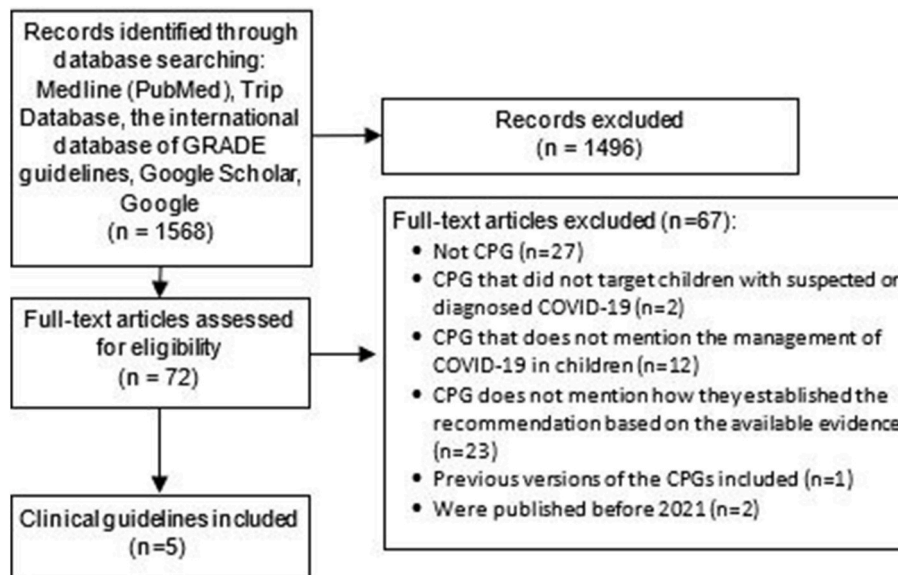 Records identified through
database searching:
Medline (PubMed), Trip
Database, the international
database of GRADE
guidelines, Google Scholar,
Google
(n = 1568)
Records excluded
(n = 1496)
Full-text articles assessed
for eligibility
(n = 72)
Full-text articles excluded (n=67):
• Not CPG (n=27)
• CPG that did not target children with suspected or
diagnosed COVID-19 (n=2)
• CPG that does not mention the management of
COVID-19 in children (n=12)
• CPG does not mention how they established the
recommendation based on the available evidence
(n=23)
• Previous versions of the CPGs included (n=1)
• Were published before 2021 (n=2)
Clinical guidelines included
(n=5)